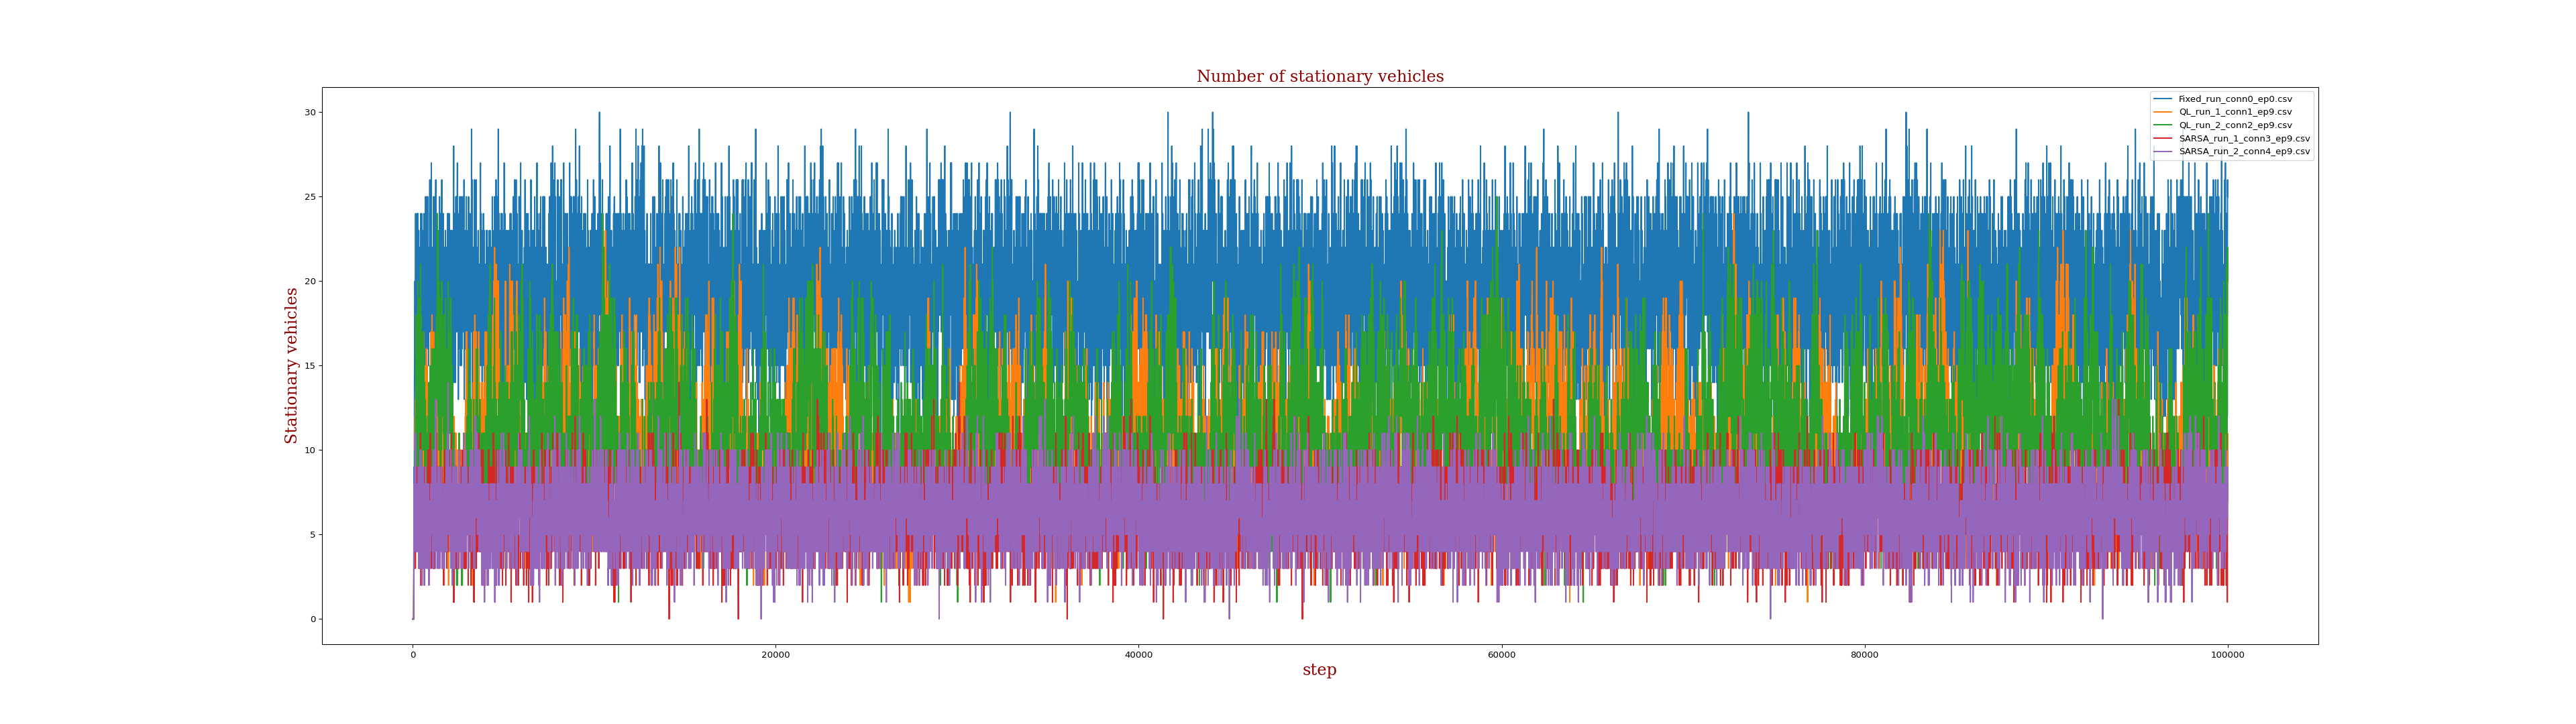 Number of stationary vehicles
30
25
20
15
10
5
0
Stationary vehicles
0
20000
40000
60000
80000
100000
step
Fixed_run_conn0_ep0.csv
QL_run_1_conn1_ep9.csv
QL_run_2_conn2_ep9.csv
SARSA_run_1_conn3_ep9.csv
SARSA_run_2_conn4_ep9.csv